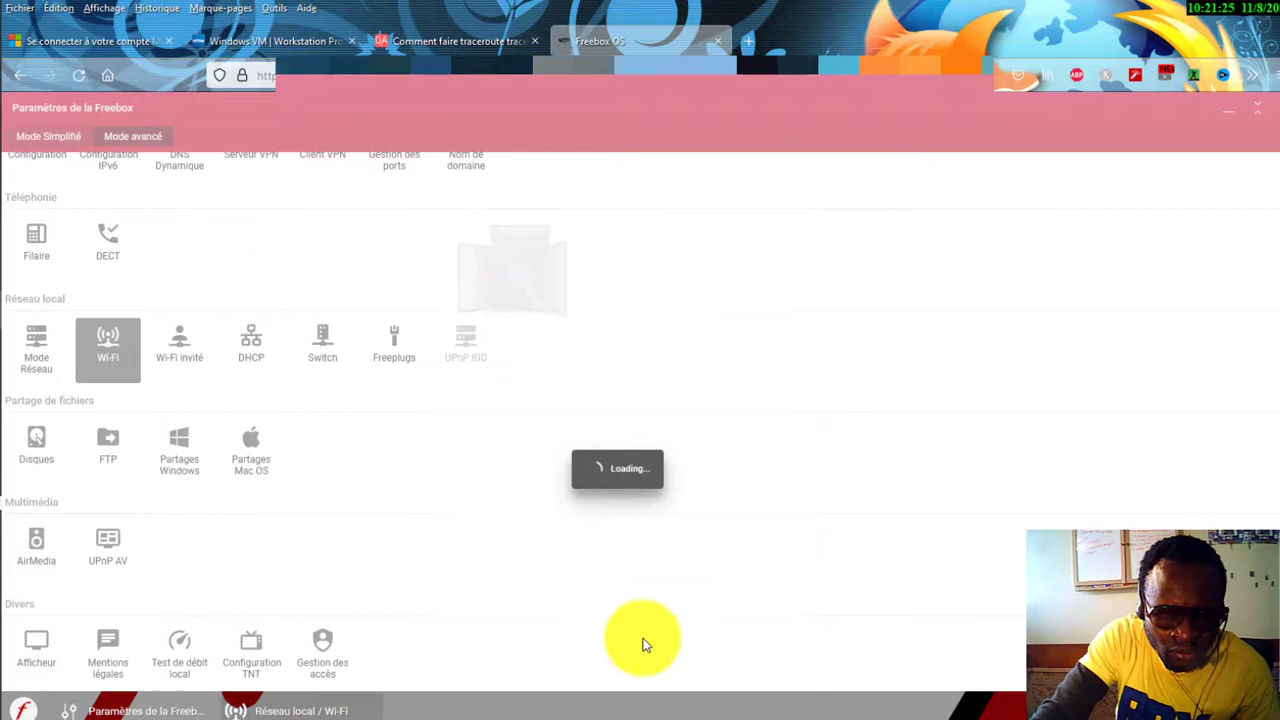 Fichier Édition Affichage Historique Marque-pages Outils Aide
10:21:25 11/8/20
Se connecter à votre compte M
Windows VM | Workstation Pro
QA Comment faire traceroute trace
Freebox OS
http
ABP
Paramètres de la Freebox
Mode Simplifié Mode avancé
Configuration
Configuration IPv6
DNS Dynamique
Serveur VPN
Client VPN
Gestion des ports
Nom de domaine
Téléphonie
Filaire
DECT
Réseau local
Mode Réseau
Wi-Fi
Wi-Fi invité
DHCP
Switch
Freeplugs
UPnP IGD
Partage de fichiers
Loading...
Disques
FTP
Partages Windows
Partages Mac OS
Multimédia
AirMedia
UPnP AV
Divers
Afficheur
Mentions légales
Test de débit local
Configuration TNT
Gestion des accès
Paramètres de la Freeb...
Réseau local / Wi-Fi